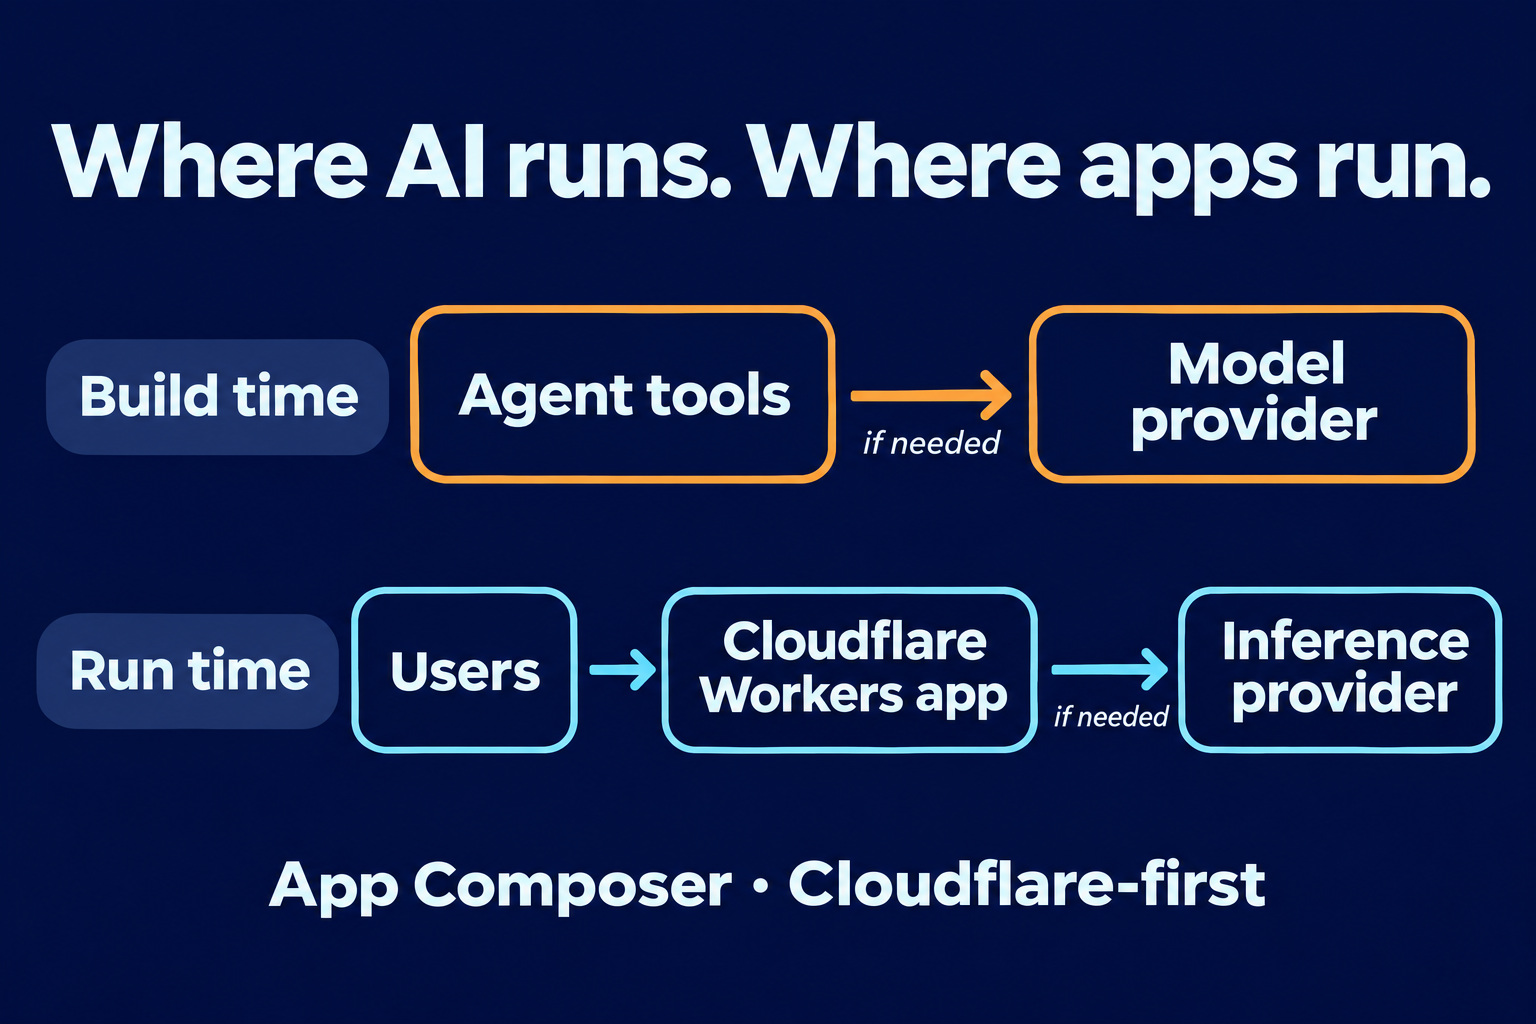 Where AI runs. Where apps run.
Build time
Agent tools
if needed
Model
provider
Run time
Users
Cloudflare
Workers app
if needed
Inference
provider
App Composer • Cloudflare-first